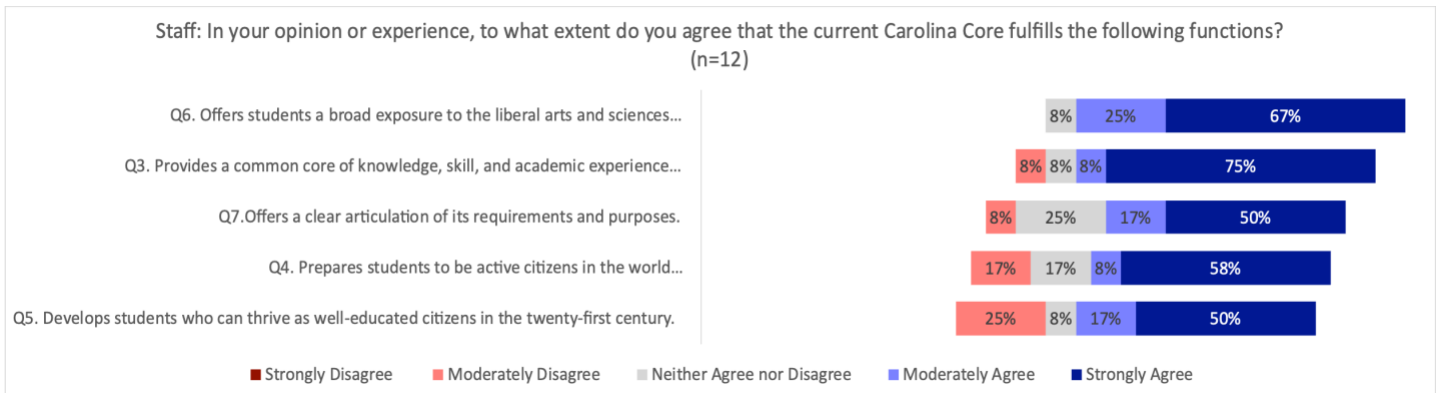 Staff: In your opinion or experience, to what extent do you agree that the current Carolina Core fulfills the following functions?
(n=12)
Q6. Offers students a broad exposure to the liberal arts and sciences...
8% 25% 67%
Q3. Provides a common core of knowledge, skill, and academic experience...
8% 8% 8% 75%
Q7.Offers a clear articulation of its requirements and purposes.
8% 25% 17% 50%
Q4. Prepares students to be active citizens in the world...
17% 17% 8% 58%
Q5. Develops students who can thrive as well-educated citizens in the twenty-first century.
25% 8% 17% 50%
Strongly Disagree Moderately Disagree Neither Agree nor Disagree Moderately Agree Strongly Agree